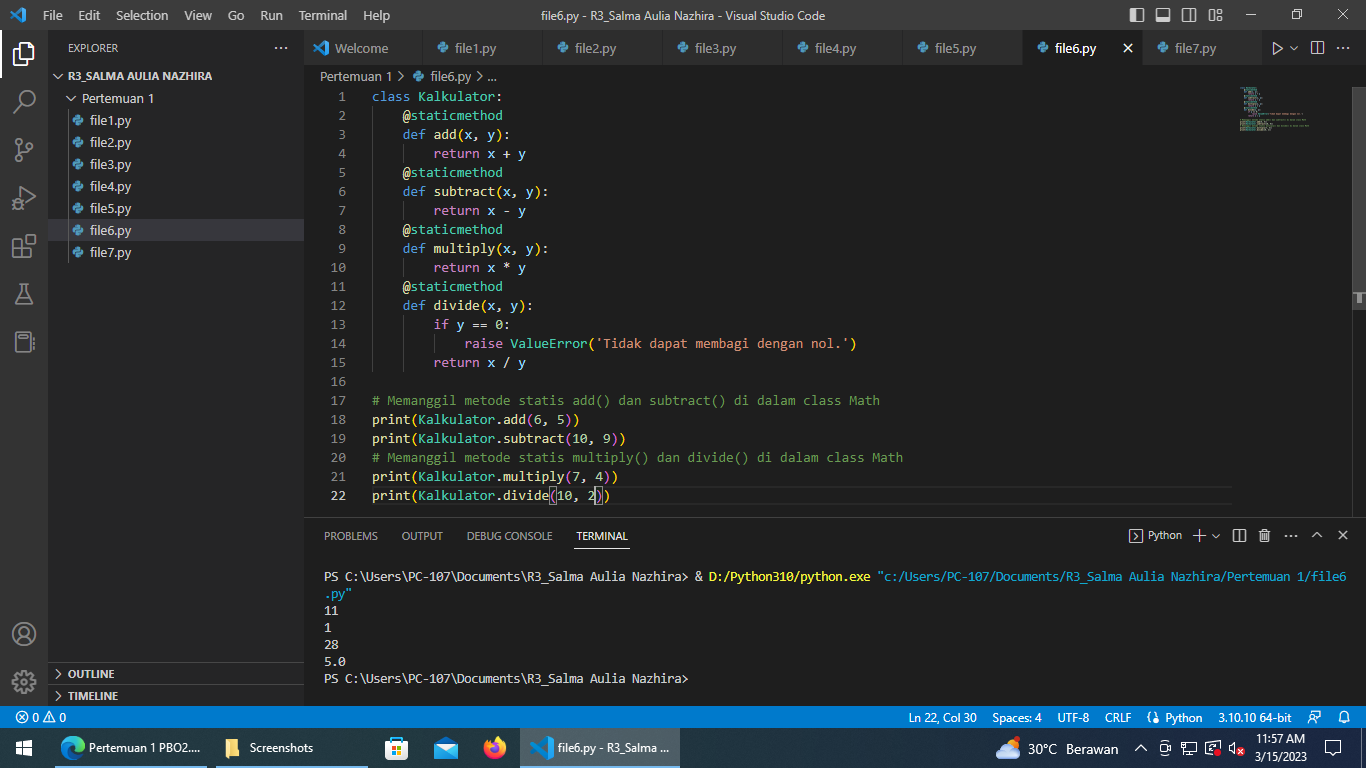 File Edit Selection View Go Run Terminal Help
file6.py - R3_Salma Aulia Nazhira - Visual Studio Code
EXPLORER
R3_SALMA AULIA NAZHIRA
Pertemuan 1
file1.py
file2.py
file3.py
file4.py
file5.py
file6.py
file7.py
OUTLINE
TIMELINE
Welcome file1.py file2.py file3.py file4.py file5.py file6.py file7.py
Pertemuan 1 > file6.py > ...
1 class Kalkulator:
2 @staticmethod
3 def add(x, y):
4 return x + y
5 @staticmethod
6 def subtract(x, y):
7 return x - y
8 @staticmethod
9 def multiply(x, y):
10 return x * y
11 @staticmethod
12 def divide(x, y):
13 if y == 0:
14 raise ValueError('Tidak dapat membagi dengan nol.')
15 return x / y
16
17 # Memanggil metode statis add() dan subtract() di dalam class Math
18 print(Kalkulator.add(6, 5))
19 print(Kalkulator.subtract(10, 9))
20 # Memanggil metode statis multiply() dan divide() di dalam class Math
21 print(Kalkulator.multiply(7, 4))
22 print(Kalkulator.divide(10, 2))
PROBLEMS OUTPUT DEBUG CONSOLE TERMINAL
Python
PS C:\Users\PC-107\Documents\R3_Salma Aulia Nazhira> & D:/Python310/python.exe "c:/Users/PC-107/Documents/R3_Salma Aulia Nazhira/Pertemuan 1/file6
.py"
11
1
28
5.0
PS C:\Users\PC-107\Documents\R3_Salma Aulia Nazhira>
0 0
Ln 22, Col 30 Spaces: 4 UTF-8 CRLF Python 3.10.10 64-bit
Pertemuan 1 PBO2....
Screenshots
file6.py - R3_Salma ...
30°C Berawan
11:57 AM
3/15/2023